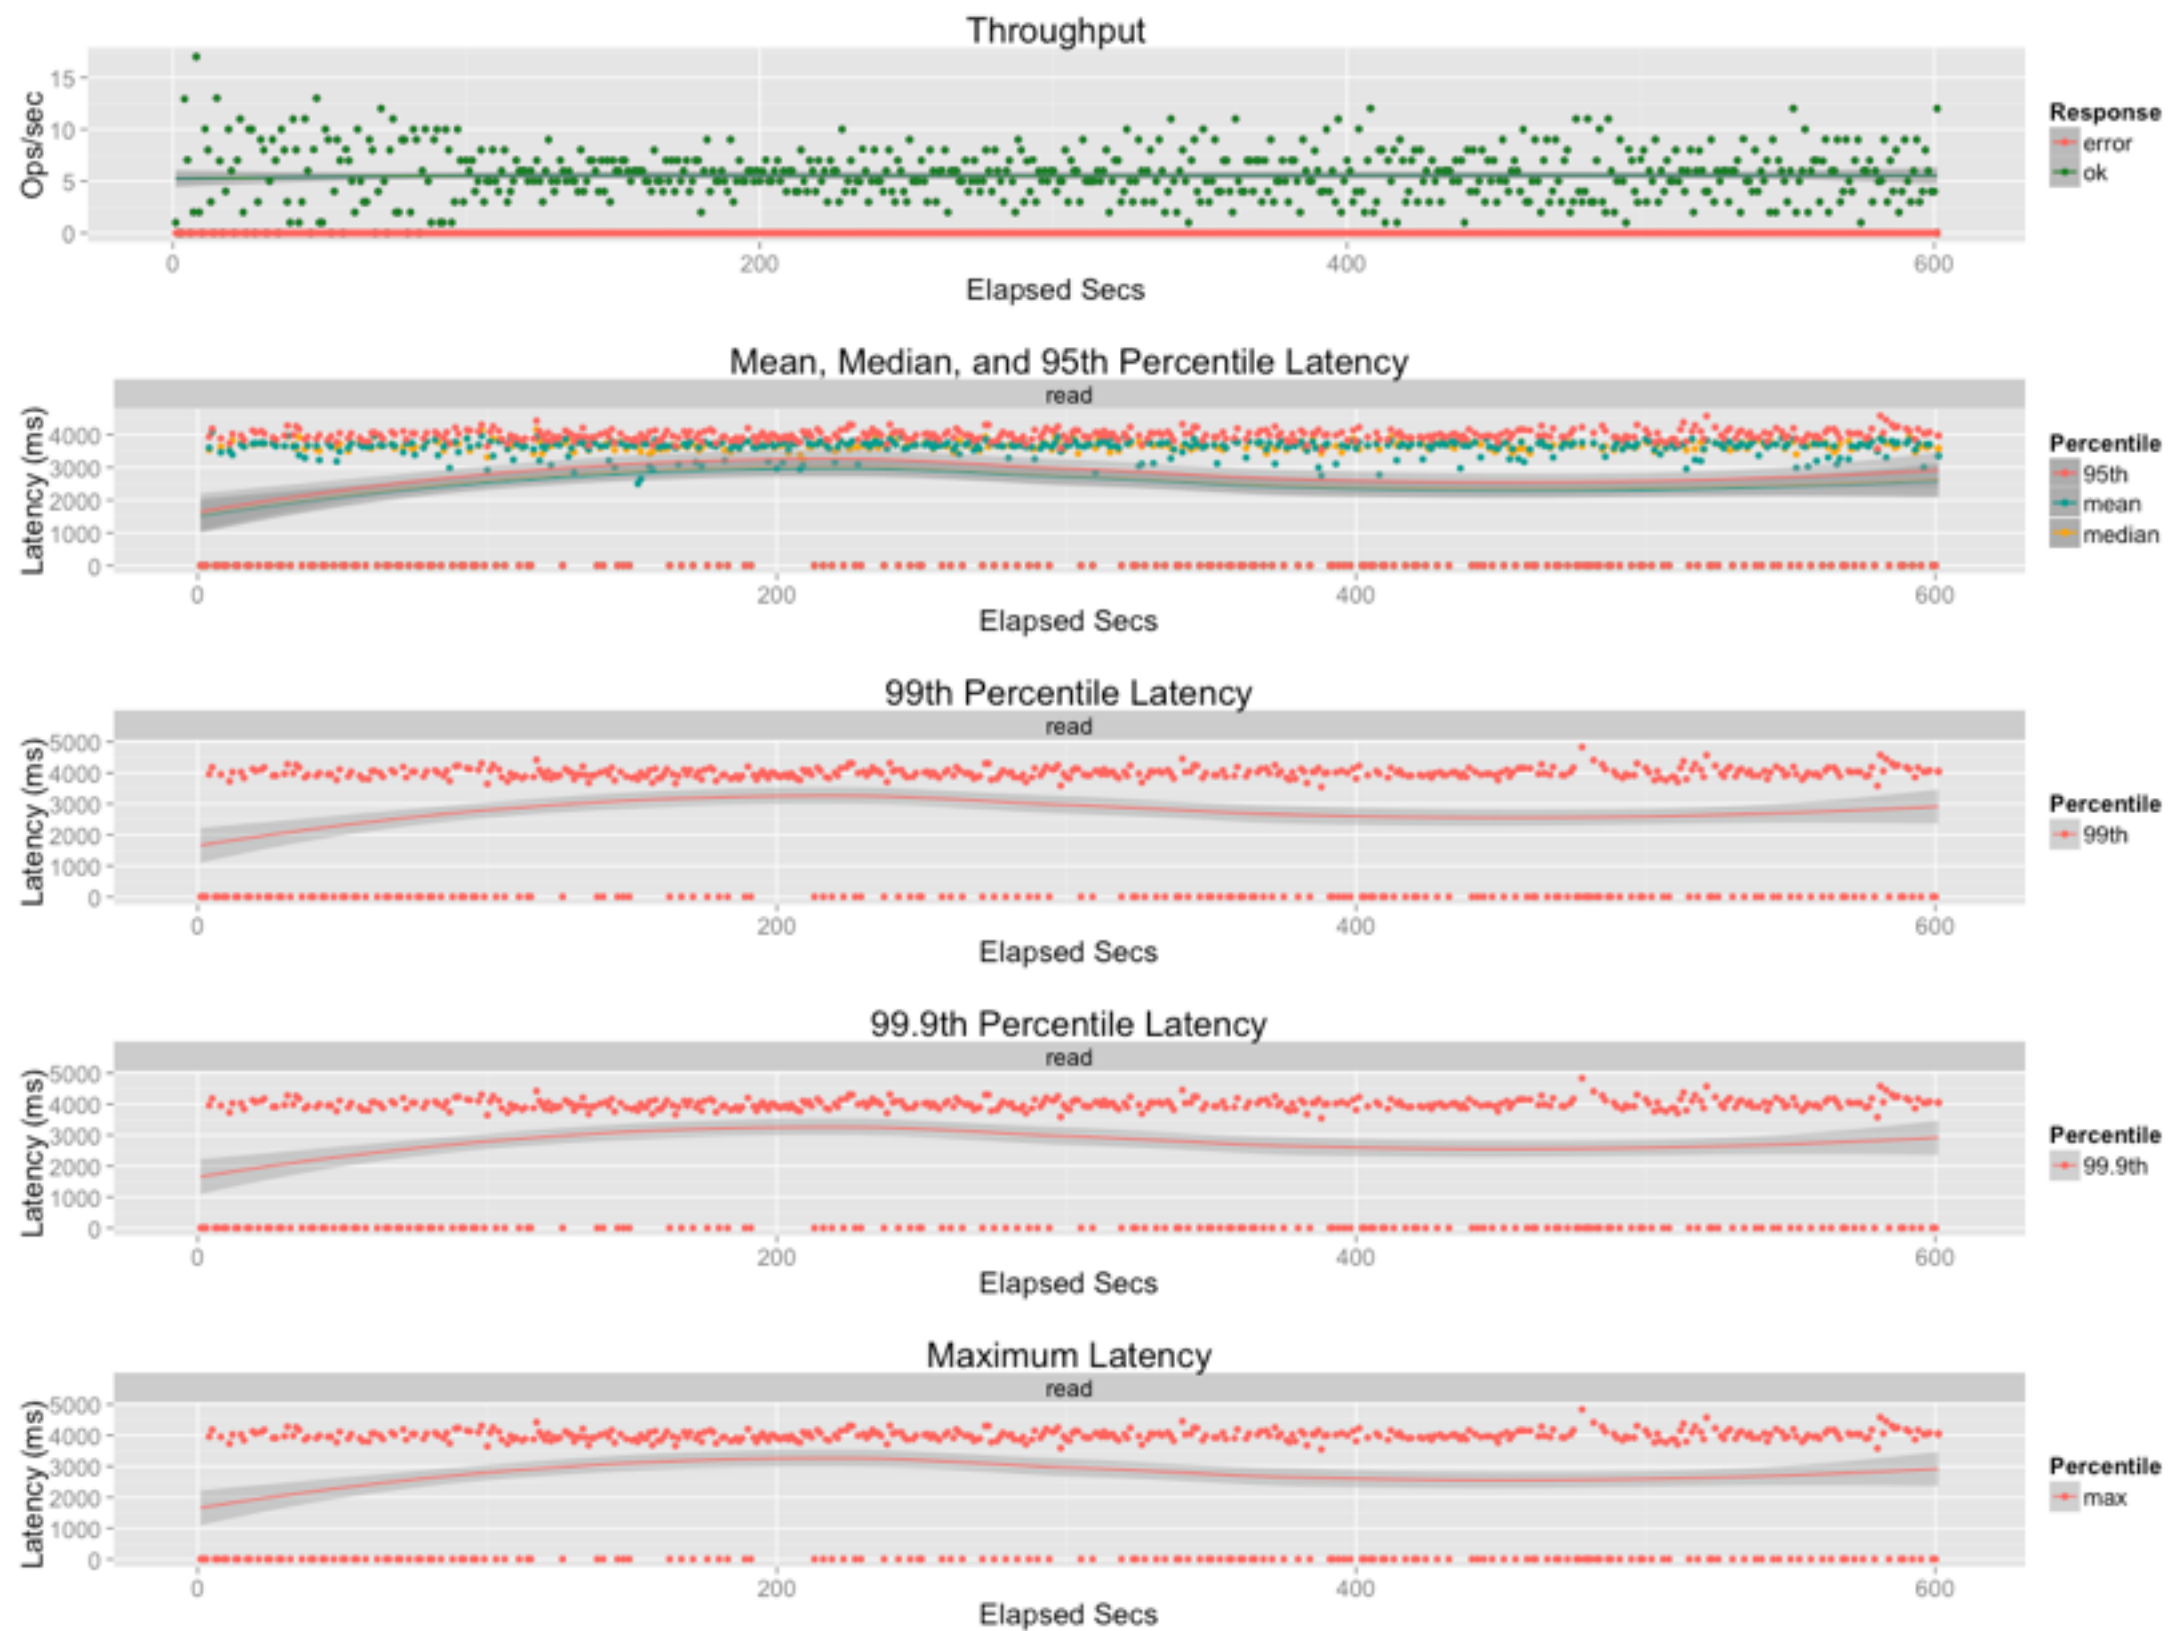 Throughput
Ops/sec
15
10
5
0
0 200 400 600
Elapsed Secs
Response
error
ok
Mean, Median, and 95th Percentile Latency
read
Latency (ms)
4000
3000
2000
1000
0
0 200 400 600
Elapsed Secs
Percentile
95th
mean
median
99th Percentile Latency
read
Latency (ms)
5000
4000
3000
2000
1000
0
0 200 400 600
Elapsed Secs
Percentile
99th
99.9th Percentile Latency
read
Latency (ms)
5000
4000
3000
2000
1000
0
0 200 400 600
Elapsed Secs
Percentile
99.9th
Maximum Latency
read
Latency (ms)
5000
4000
3000
2000
1000
0
0 200 400 600
Elapsed Secs
Percentile
max